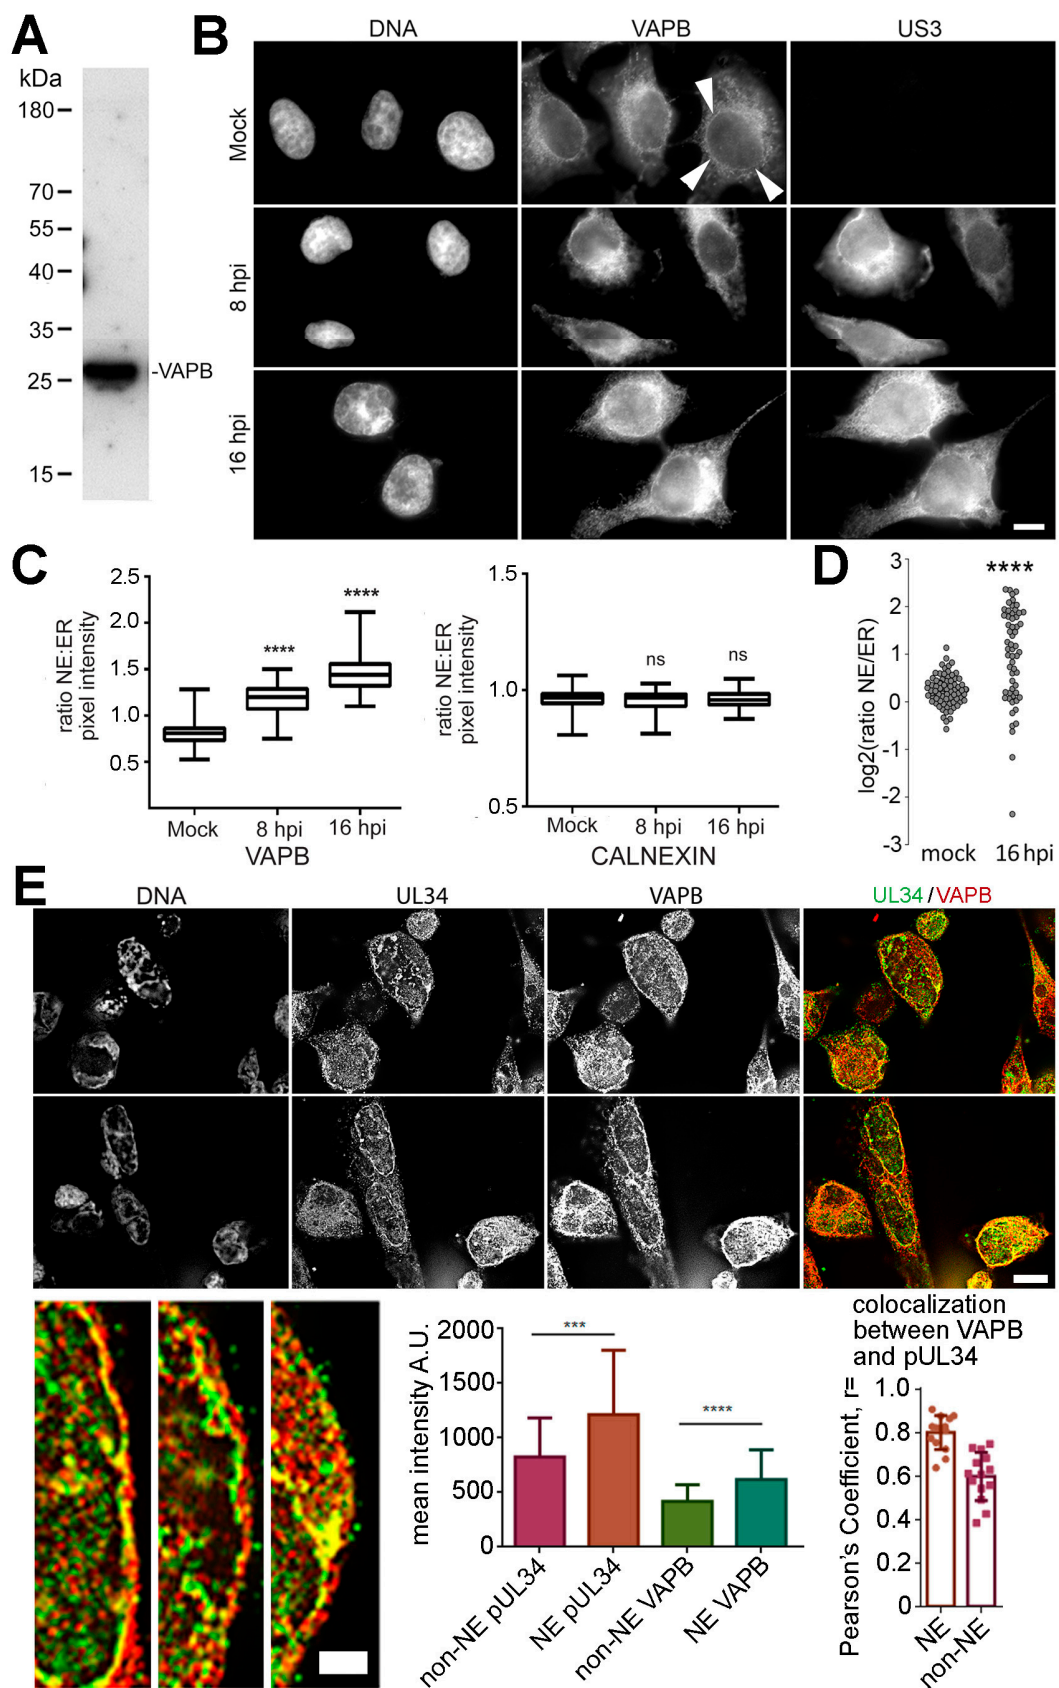 A
kDa
180
70
55
40
35
25
15
-VAPB
B
DNA
VAPB
US3
Mock
8 hpi
16 hpi
C
ratio NE:ER
pixel intensity
2.5
2.0
1.5
1.0
0.5
****
****
Mock
8 hpi
16 hpi
VAPB
ratio NE:ER
pixel intensity
1.5
1.0
0.5
ns
ns
Mock
8 hpi
16 hpi
CALNEXIN
D
log2(ratio NE/ER)
3
2
1
0
-1
-2
-3
****
mock
16 hpi
E
DNA
UL34
VAPB
UL34/VAPB
mean intensity A.U.
2000
1500
1000
500
0
***
****
non-NE pUL34
NE pUL34
non-NE VAPB
NE VAPB
colocalization
between VAPB
and pUL34
Pearson's Coefficient, r=
1.0
0.8
0.6
0.4
0.2
0
NE
non-NE